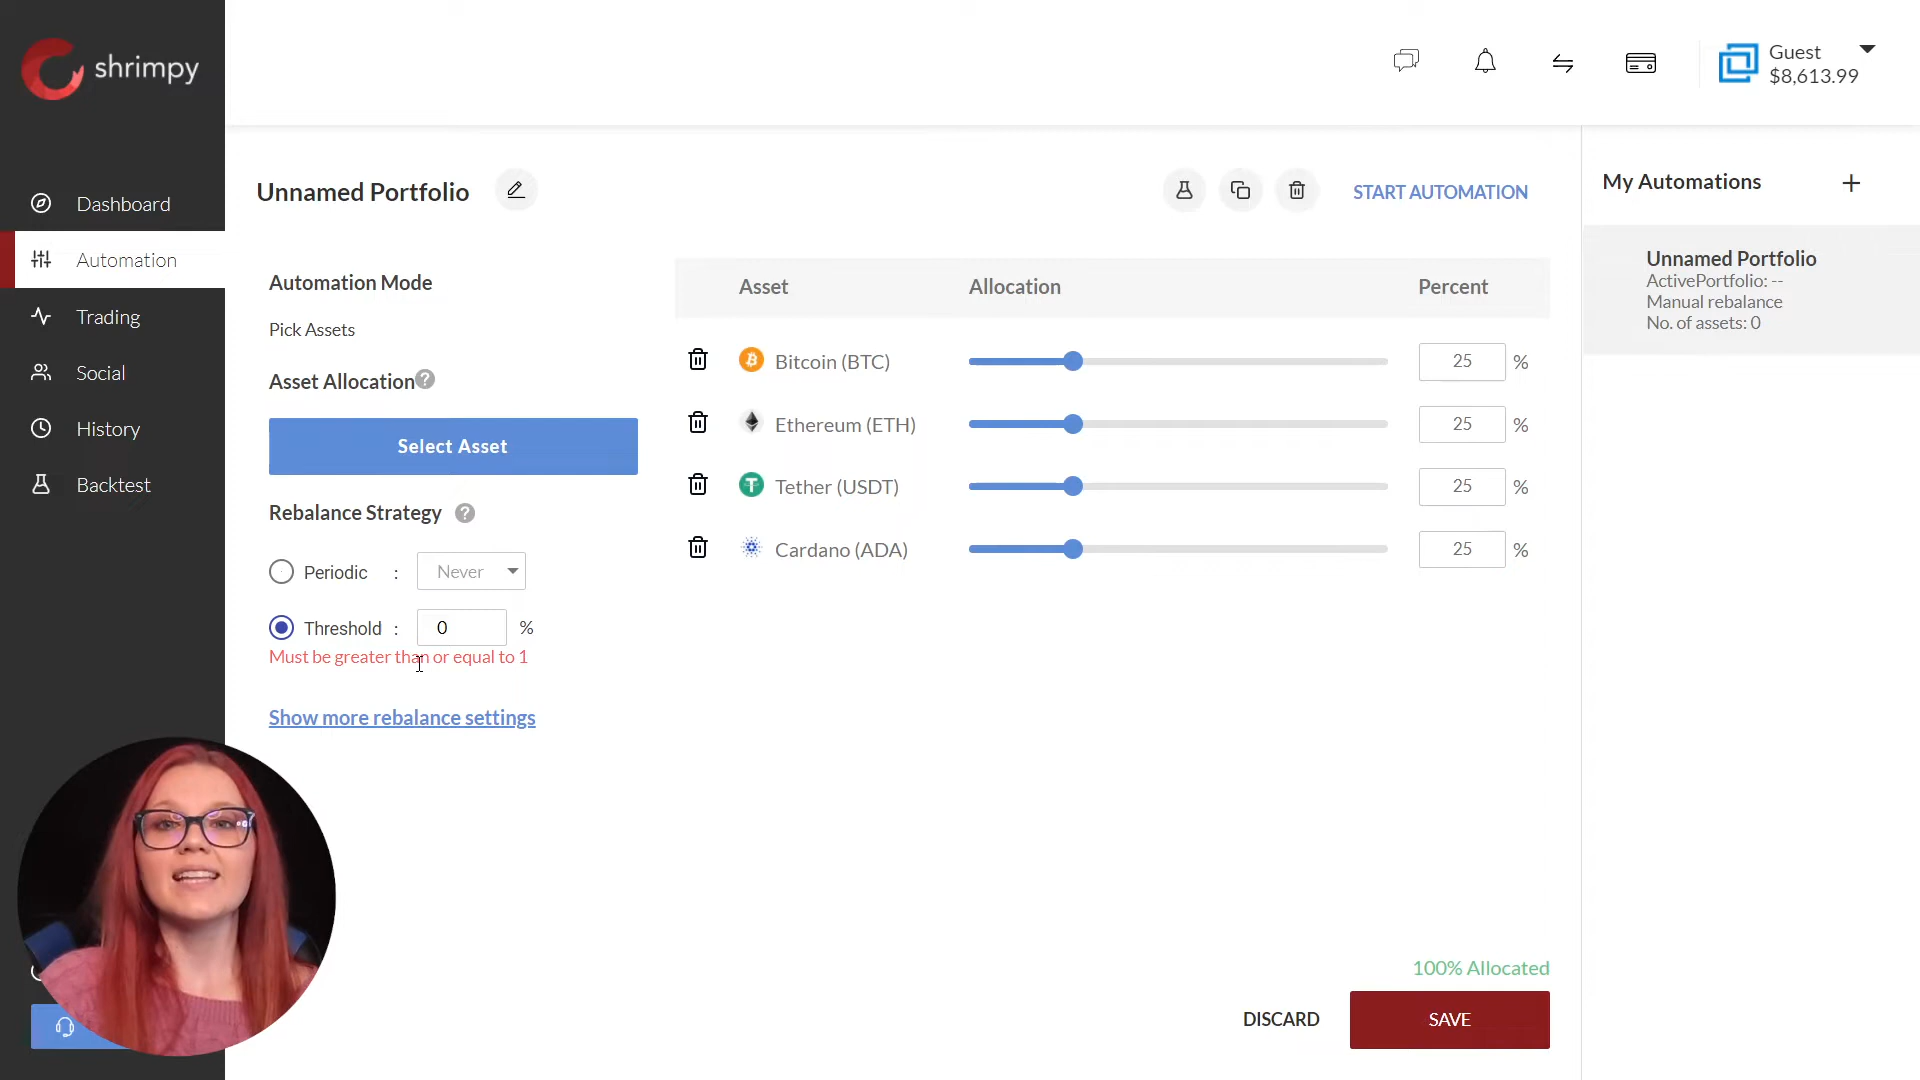 shrimpy
Guest
$8,613.99
Dashboard
Automation
Trading
Social
History
Backtest
Unnamed Portfolio
START AUTOMATION
Automation Mode
Pick Assets
Asset Allocation ?
Select Asset
Rebalance Strategy ?
Periodic : Never
Threshold : 0 %
Must be greater than or equal to 1
Show more rebalance settings
Asset Allocation Percent
Bitcoin (BTC) 25 %
Ethereum (ETH) 25 %
Tether (USDT) 25 %
Cardano (ADA) 25 %
100% Allocated
DISCARD SAVE
My Automations +
Unnamed Portfolio
ActivePortfolio: --
Manual rebalance
No. of assets: 0